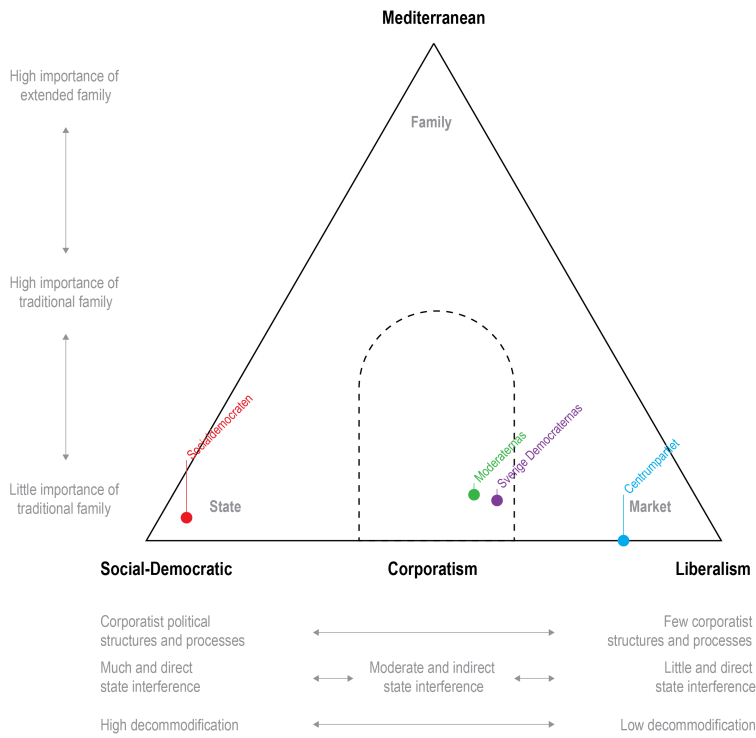 Mediterranean
High importance of
extended family
Family
High importance of
traditional family
Socialdemocraten
Moderaternas
Sverige Democraternas
Centrumpartiet
Little importance of
traditional family
State
Market
Social-Democratic
Corporatism
Liberalism
Corporatist political
structures and processes
Few corporatist
structures and processes
Much and direct
state interference
Moderate and indirect
state interference
Little and direct
state interference
High decommodification
Low decommodification